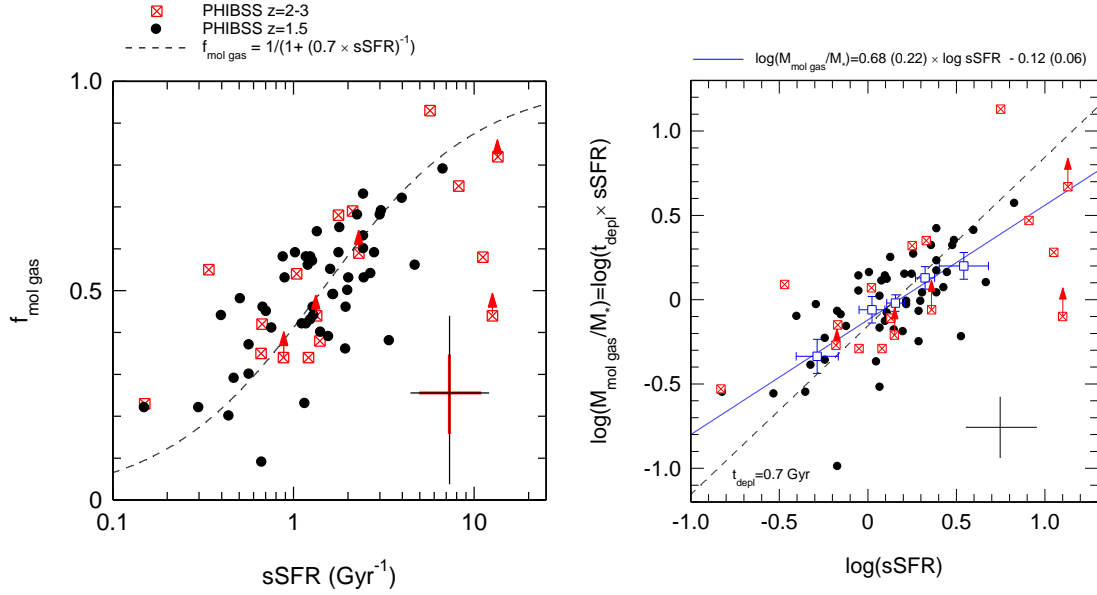 PHIBSS z=2-3
PHIBSS z=1.5
f_mol gas = 1/(1+ (0.7 × sSFR)^-1)
1.0
0.5
0
f_mol gas
0.1
1
10
sSFR (Gyr^-1)
log(M_mol gas/M_*)=0.68 (0.22) × log sSFR - 0.12 (0.06)
1.0
0.5
0
-0.5
-1.0
log(M_mol gas/M_*)=log(t_depl × sSFR)
t_depl=0.7 Gyr
-1.0
-0.5
0
0.5
1.0
log(sSFR)